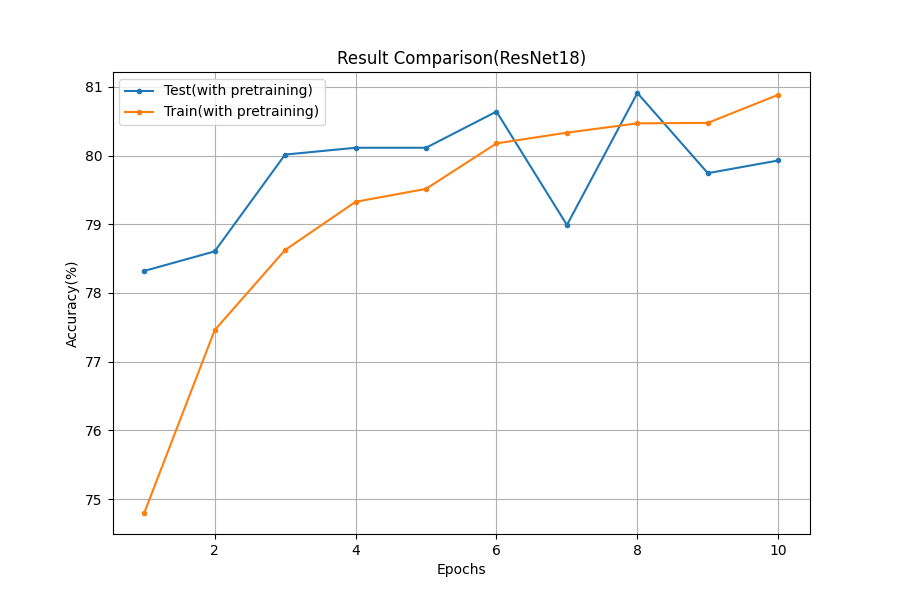 Result Comparison(ResNet18)
Test(with pretraining)
Train(with pretraining)
Accuracy(%)
81
80
79
78
77
76
75
2 4 6 8 10
Epochs